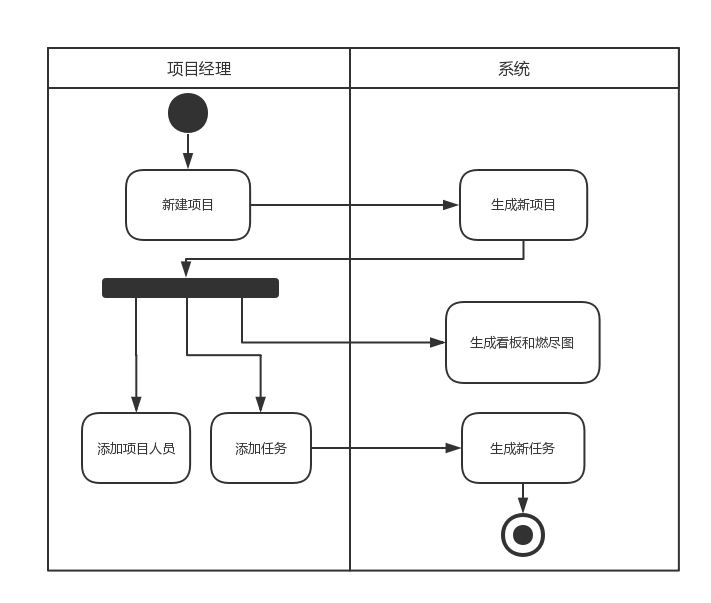 项目经理
系统
新建项目
生成新项目
生成看板和燃尽图
添加项目人员
添加任务
生成新任务